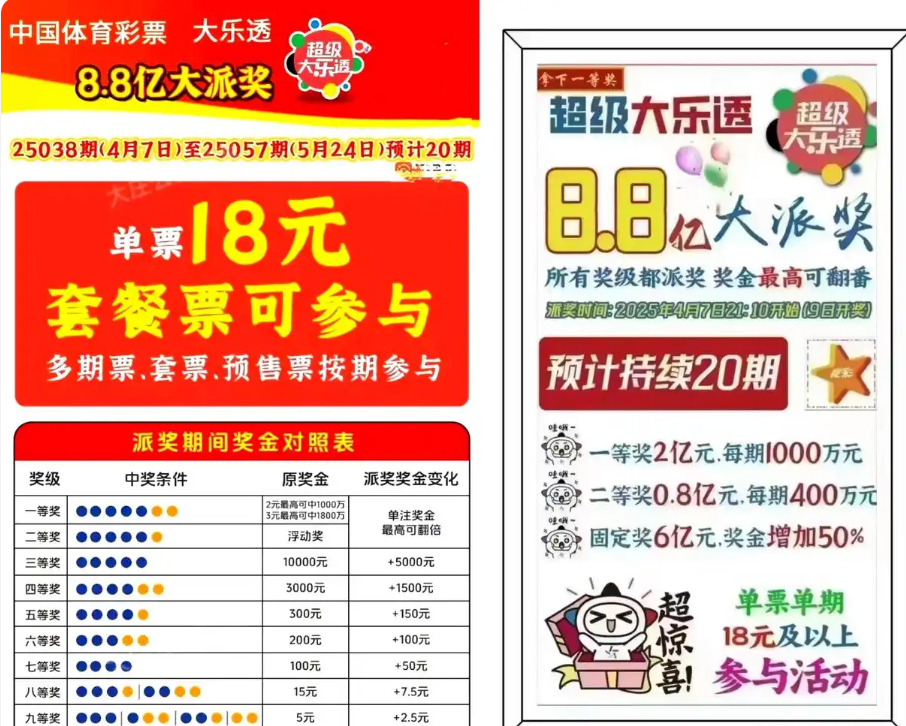 中国体育彩票 大乐透
超级
大乐透
8.8亿大派奖
25038期(4月7日)至25057期(5月24日)预计20期
单票18元
套餐票可参与
多期票、套票、预售票按期参与
派奖期间奖金对照表
奖级 中奖条件 原奖金 派奖奖金变化
一等奖 2元最高可中1000万
3元最高可中1800万
单注奖金
最高可翻倍
二等奖 浮动奖
三等奖 10000元 +5000元
四等奖 3000元 +1500元
五等奖 300元 +150元
六等奖 200元 +100元
七等奖 100元 +50元
八等奖 15元 +7.5元
九等奖 5元 +2.5元
拿下一等奖
超级大乐透
超级
大乐透
8.8亿大派奖
所有奖级都派奖 奖金最高可翻番
派奖时间:2025年4月7日21:10开始(9日开奖)
预计持续20期
哇哦~
一等奖2亿元.每期1000万元
哇哦~
二等奖0.8亿元.每期400万元
哇哦~
固定奖6亿元.奖金增加50%
超惊喜!
单票单期
18元及以上
参与活动